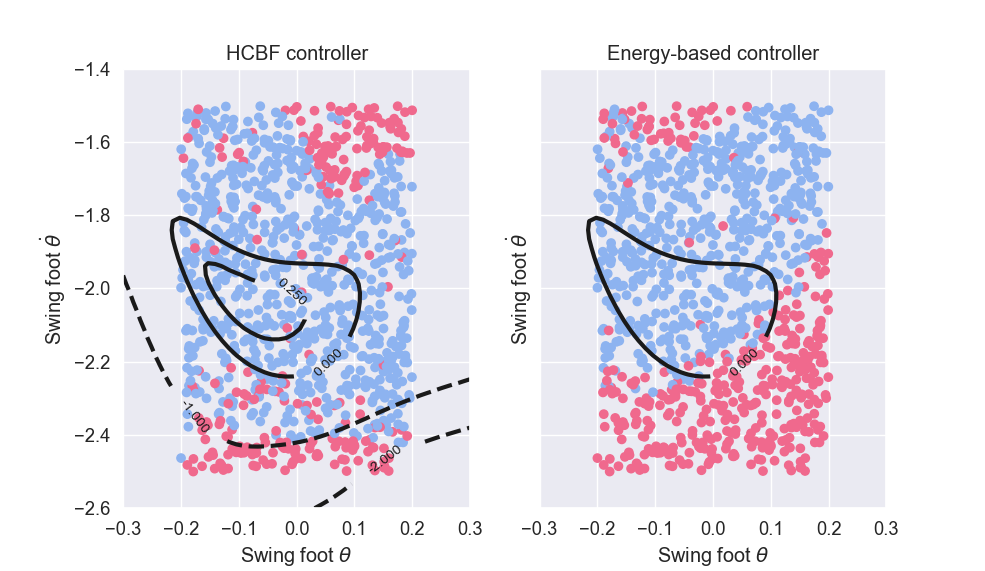 HCBF controller
Energy-based controller
−1.4
−1.6
−1.8
−2.0
−2.2
−2.4
−2.6
Swing foot θ̇
Swing foot θ̇
0.250
0.000
-1.000
-2.000
0.000
−0.3 −0.2 −0.1 0.0 0.1 0.2 0.3
−0.3 −0.2 −0.1 0.0 0.1 0.2 0.3
Swing foot θ
Swing foot θ